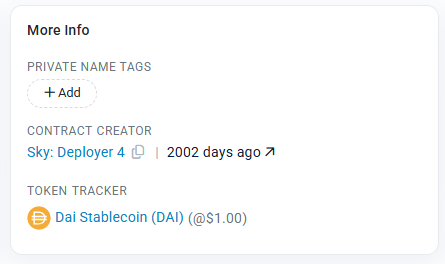 More Info
PRIVATE NAME TAGS
+ Add
CONTRACT CREATOR
Sky: Deployer 4 | 2002 days ago
TOKEN TRACKER
Dai Stablecoin (DAI) (@$1.00)